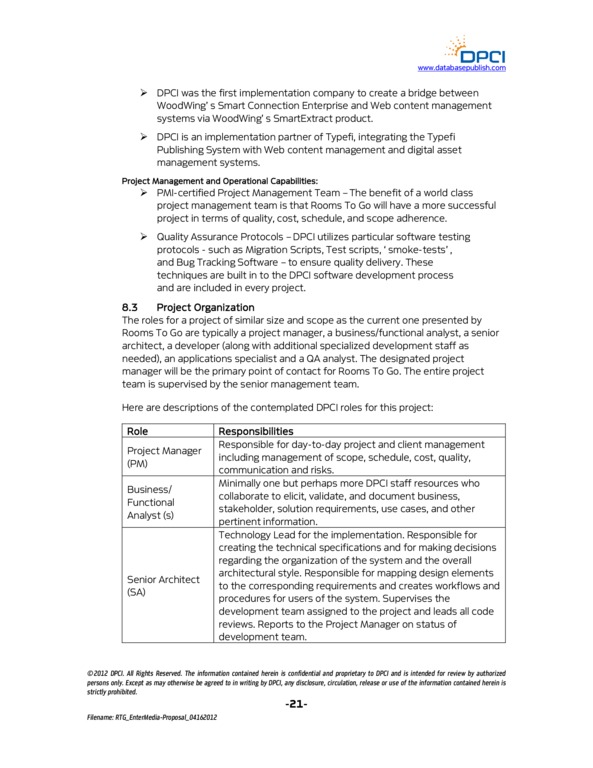 DPCI
www.databasepublish.com
➢ DPCI was the first implementation company to create a bridge between
WoodWing' s Smart Connection Enterprise and Web content management
systems via WoodWing' s SmartExtract product.
➢ DPCI is an implementation partner of Typefi, integrating the Typefi
Publishing System with Web content management and digital asset
management systems.
Project Management and Operational Capabilities:
➢ PMI-certified Project Management Team – The benefit of a world class
project management team is that Rooms To Go will have a more successful
project in terms of quality, cost, schedule, and scope adherence.
➢ Quality Assurance Protocols – DPCI utilizes particular software testing
protocols - such as Migration Scripts, Test scripts, ' smoke-tests' ,
and Bug Tracking Software – to ensure quality delivery. These
techniques are built in to the DPCI software development process
and are included in every project.
8.3 Project Organization
The roles for a project of similar size and scope as the current one presented by
Rooms To Go are typically a project manager, a business/functional analyst, a senior
architect, a developer (along with additional specialized development staff as
needed), an applications specialist and a QA analyst. The designated project
manager will be the primary point of contact for Rooms To Go. The entire project
team is supervised by the senior management team.
Here are descriptions of the contemplated DPCI roles for this project:
Role Responsibilities
Project Manager
(PM)
Responsible for day-to-day project and client management
including management of scope, schedule, cost, quality,
communication and risks.
Business/
Functional
Analyst (s)
Minimally one but perhaps more DPCI staff resources who
collaborate to elicit, validate, and document business,
stakeholder, solution requirements, use cases, and other
pertinent information.
Senior Architect
(SA)
Technology Lead for the implementation. Responsible for
creating the technical specifications and for making decisions
regarding the organization of the system and the overall
architectural style. Responsible for mapping design elements
to the corresponding requirements and creates workflows and
procedures for users of the system. Supervises the
development team assigned to the project and leads all code
reviews. Reports to the Project Manager on status of
development team.
©2012 DPCI. All Rights Reserved. The information contained herein is confidential and proprietary to DPCI and is intended for review by authorized
persons only. Except as may otherwise be agreed to in writing by DPCI, any disclosure, circulation, release or use of the information contained herein is
strictly prohibited.
-21-
Filename: RTG_EnterMedia-Proposal_04162012